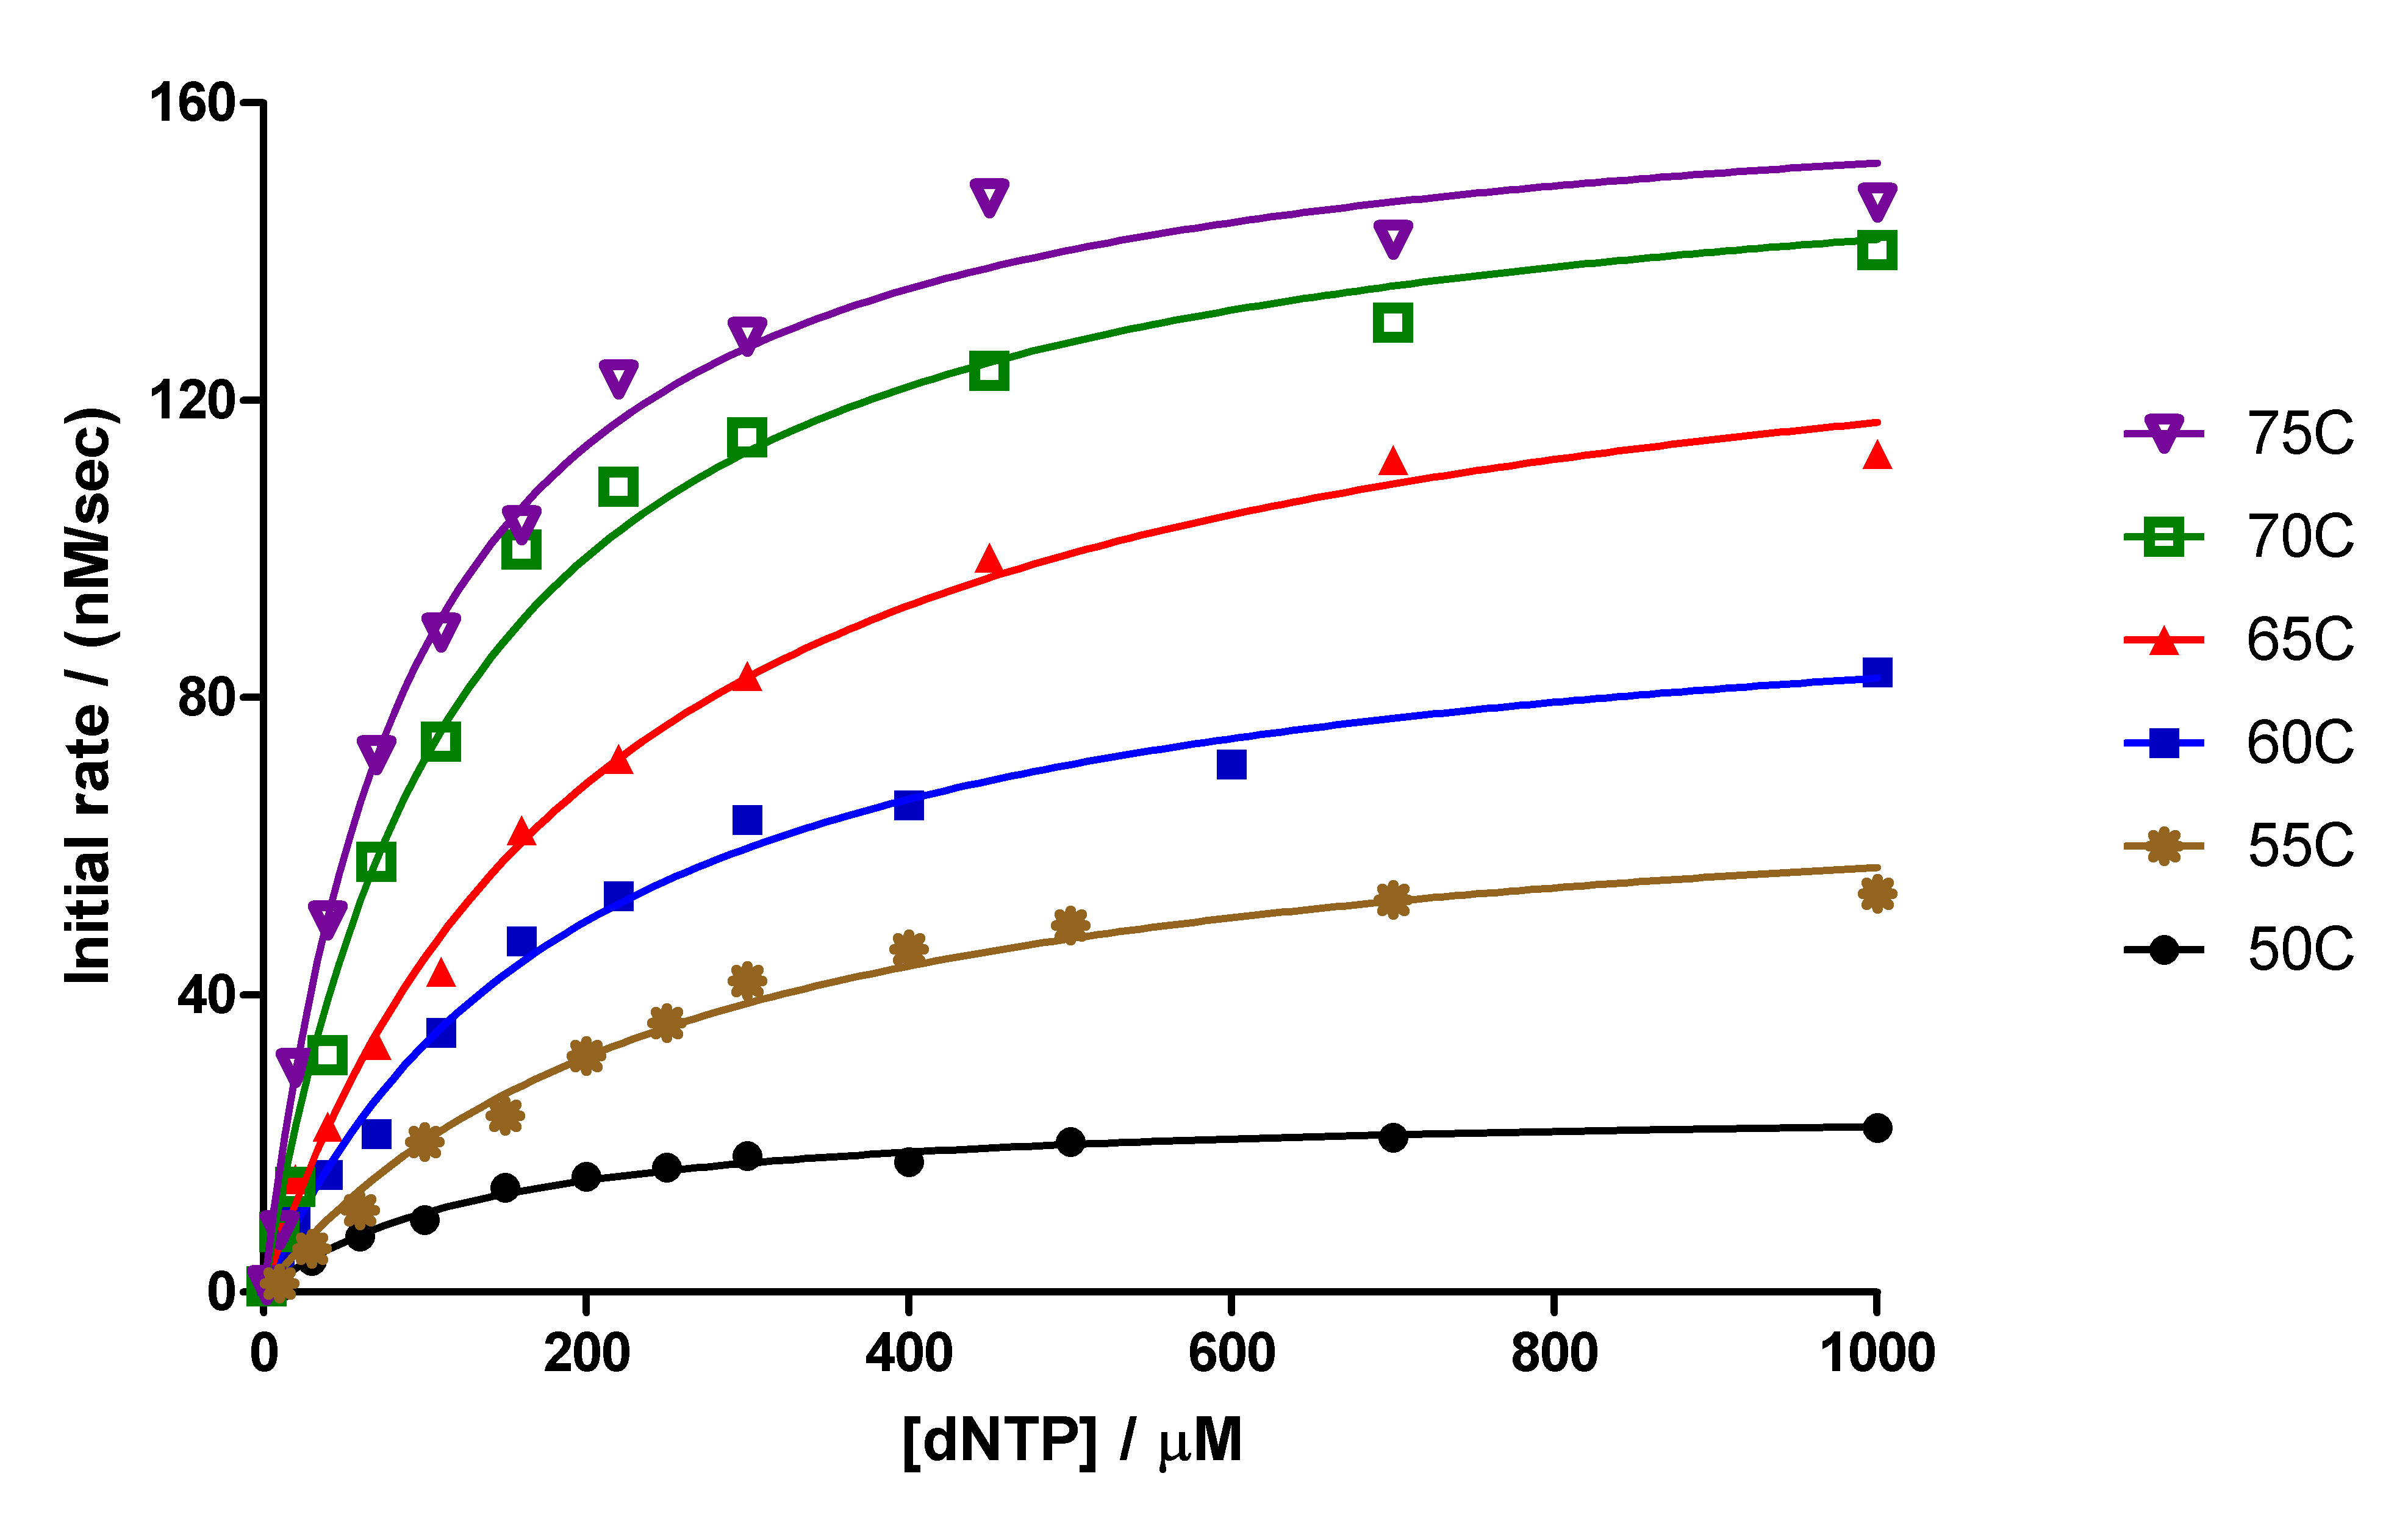 160
120
80
40
0
Initial rate / (nM/sec)
0 200 400 600 800 1000
[dNTP] / μM
75C
70C
65C
60C
55C
50C